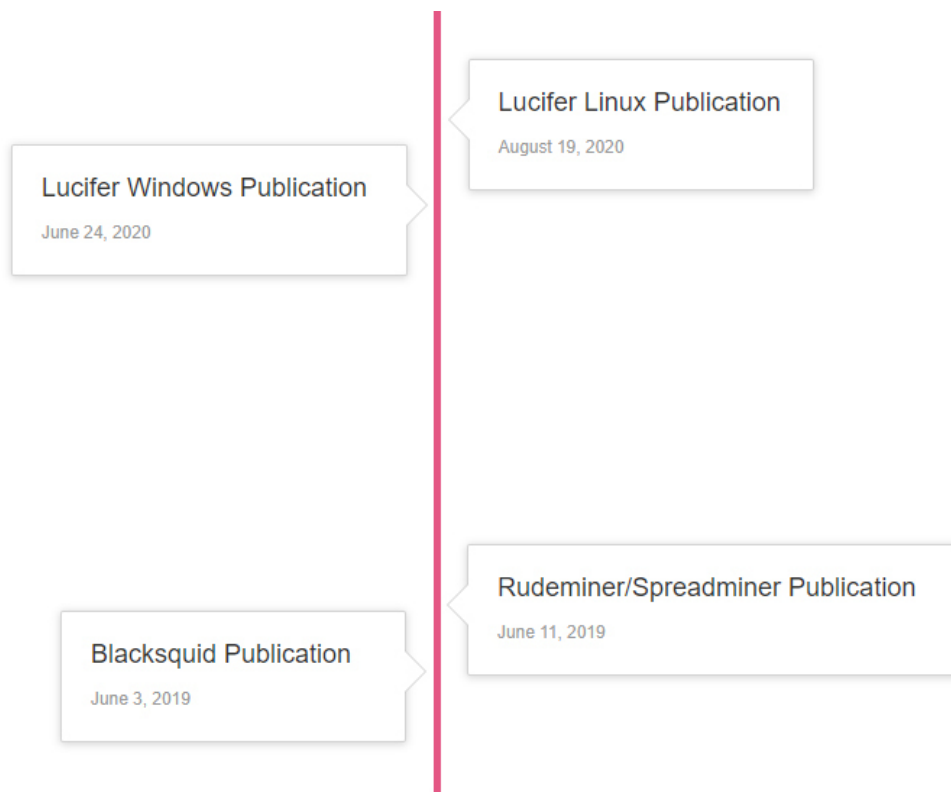 Lucifer Linux Publication
August 19, 2020
Lucifer Windows Publication
June 24, 2020
Rudeminer/Spreadminer Publication
June 11, 2019
Blacksquid Publication
June 3, 2019